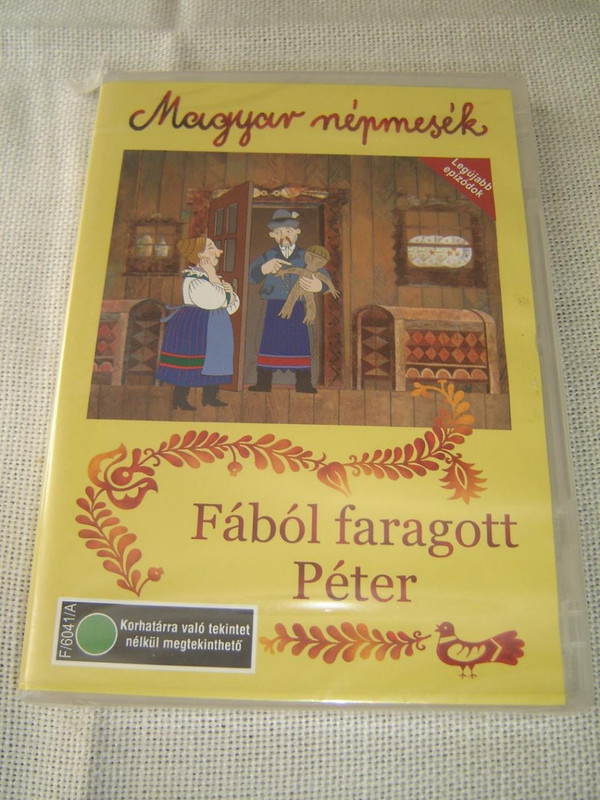 Magyar népmesék
Legújabb
epizódok
Fából faragott
Péter
F/6041/A
Korhatárra való tekintet
nélkül megtekinthető